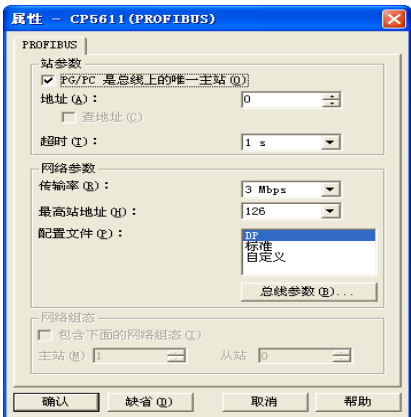 属性 - CP5611(PROFIBUS)
PROFIBUS
站参数
PG/PC 是总线上的唯一主站(O)
地址(A): 0
查地址(C)
超时(T): 1 s
网络参数
传输率(R): 3 Mbps
最高站地址(H): 126
配置文件(P): DP
标准
自定义
总线参数(B)...
网络组态
包含下面的网络组态(I)
主站(M) 1 从站 0
确认 缺省(D) 取消 帮助